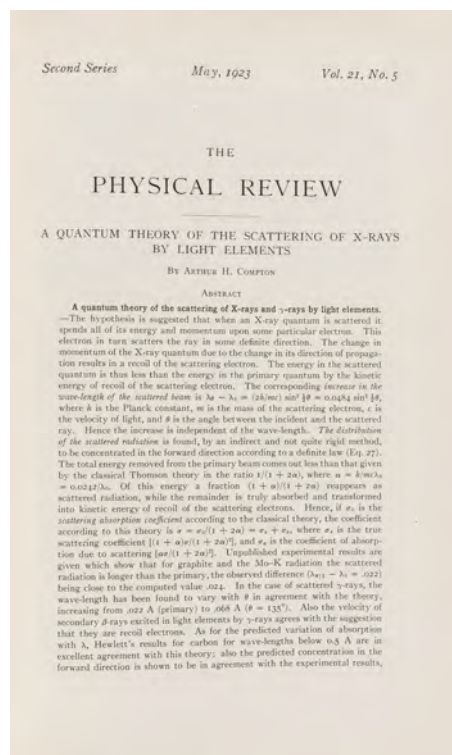 Second Series May, 1923 Vol. 21, No. 5
THE
PHYSICAL REVIEW
A QUANTUM THEORY OF THE SCATTERING OF X-RAYS
BY LIGHT ELEMENTS
By Arthur H. Compton
Abstract
A quantum theory of the scattering of X-rays and γ-rays by light elements.
—The hypothesis is suggested that when an X-ray quantum is scattered it
spends all of its energy and momentum upon some particular electron. This
electron in turn scatters the ray in some definite direction. The change in
momentum of the X-ray quantum due to the change in its direction of propaga-
tion results in a recoil of the scattering electron. The energy in the scattered
quantum is thus less than the energy in the primary quantum by the kinetic
energy of recoil of the scattering electron. The corresponding increase in the
wave-length of the scattered beam is λθ − λ₀ = (2h/mc) sin² ½θ = 0.0484 sin² ½θ,
where h is the Planck constant, m is the mass of the scattering electron, c is
the velocity of light, and θ is the angle between the incident and the scattered
ray. Hence the increase is independent of the wave-length. The distribution
of the scattered radiation is found, by an indirect and not quite rigid method,
to be concentrated in the forward direction according to a definite law (Eq. 27).
The total energy removed from the primary beam comes out less than that given
by the classical Thomson theory in the ratio 1/(1 + 2α), where α = h/mcλ₀
= 0.0242/λ₀. Of this energy a fraction (1 + α)/(1 + 2α) reappears as
scattered radiation, while the remainder is truly absorbed and transformed
into kinetic energy of recoil of the scattering electrons. Hence, if σ₀ is the
scattering absorption coefficient according to the classical theory, the coefficient
according to this theory is σ = σ₀/(1 + 2α) = σₛ + σₐ, where σₛ is the true
scattering coefficient [(1 + α)σ/(1 + 2α)²], and σₐ is the coefficient of absorp-
tion due to scattering [ασ/(1 + 2α)²]. Unpublished experimental results are
given which show that for graphite and the Mo-K radiation the scattered
radiation is longer than the primary, the observed difference (λπ/2 − λ₀ = .022)
being close to the computed value .024. In the case of scattered γ-rays, the
wave-length has been found to vary with θ in agreement with the theory,
increasing from .022 A (primary) to .068 A (θ = 135°). Also the velocity of
secondary β-rays excited in light elements by γ-rays agrees with the suggestion
that they are recoil electrons. As for the predicted variation of absorption
with λ, Hewlett's results for carbon for wave-lengths below 0.5 A are in
excellent agreement with this theory; also the predicted concentration in the
forward direction is shown to be in agreement with the experimental results,